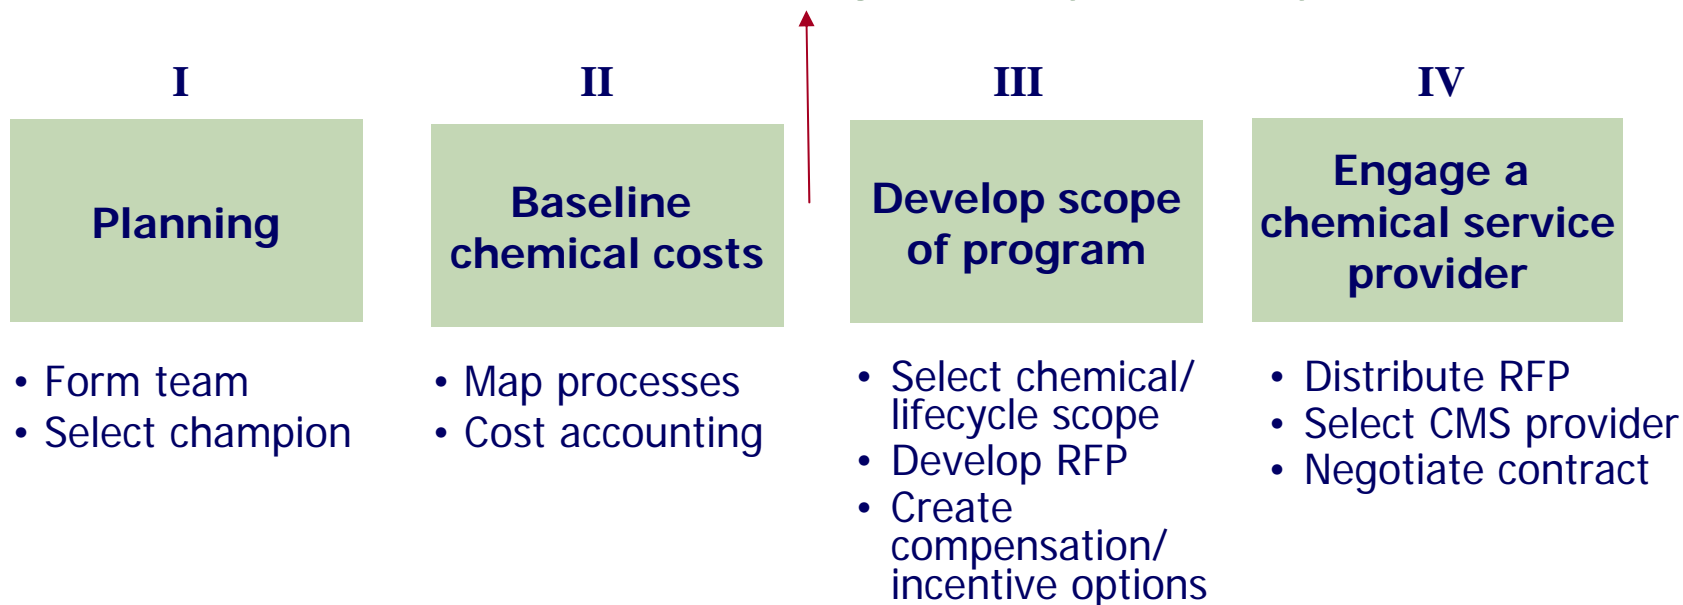 I
II
III
IV
Planning
Baseline
chemical costs
Develop scope
of program
Engage a
chemical service
provider
• Form team
• Select champion
• Map processes
• Cost accounting
• Select chemical/
lifecycle scope
• Develop RFP
• Create
compensation/
incentive options
• Distribute RFP
• Select CMS provider
• Negotiate contract